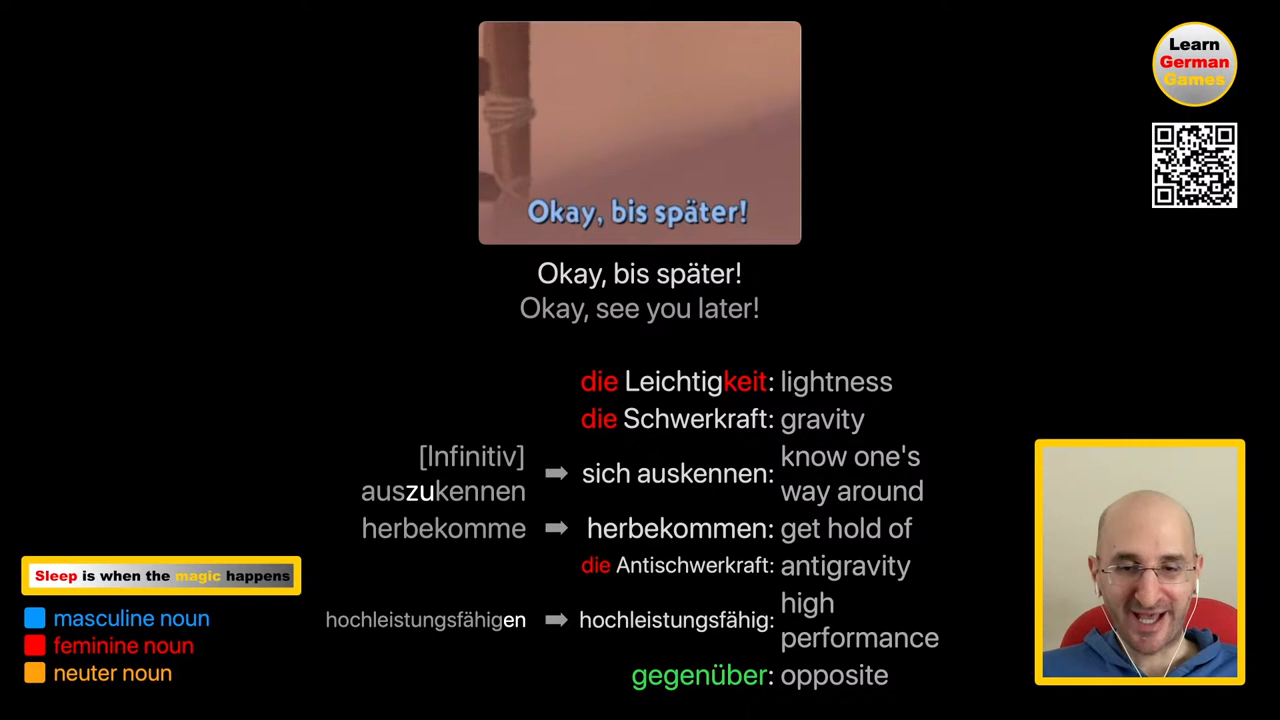 Learn
German
Games
Okay, bis später!
Okay, bis später!
Okay, see you later!
die Leichtigkeit: lightness
die Schwerkraft: gravity
[Infinitiv]
auszukennen ➡ sich auskennen: know one's
way around
herbekomme ➡ herbekommen: get hold of
die Antischwerkraft: antigravity
hochleistungsfähigen ➡ hochleistungsfähig: high
performance
gegenüber: opposite
Sleep is when the magic happens
masculine noun
feminine noun
neuter noun